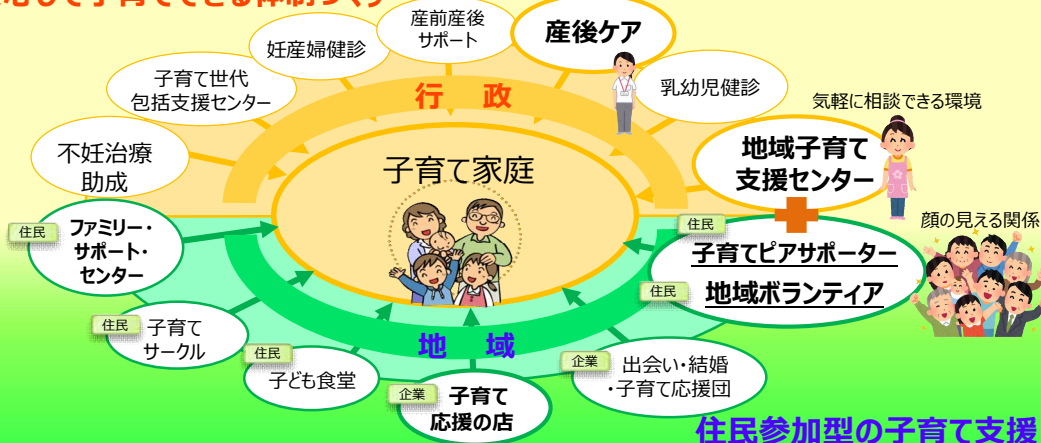 して子育てできる体制づくり
産前産後
サポート
産後ケア
妊産婦健診
子育て世代
包括支援センター
乳幼児健診
行 政
気軽に相談できる環境
不妊治療
助成
子育て家庭
地域子育て
支援センター
住民
ファミリー・
サポート・
センター
顔の見える関係
住民
子育てピアサポーター
住民
地域ボランティア
住民
子育て
サークル
住民
子ども食堂
地 域
企業
子育て
応援の店
企業
出会い・結婚
・子育て応援団
住民参加型の子育て支援